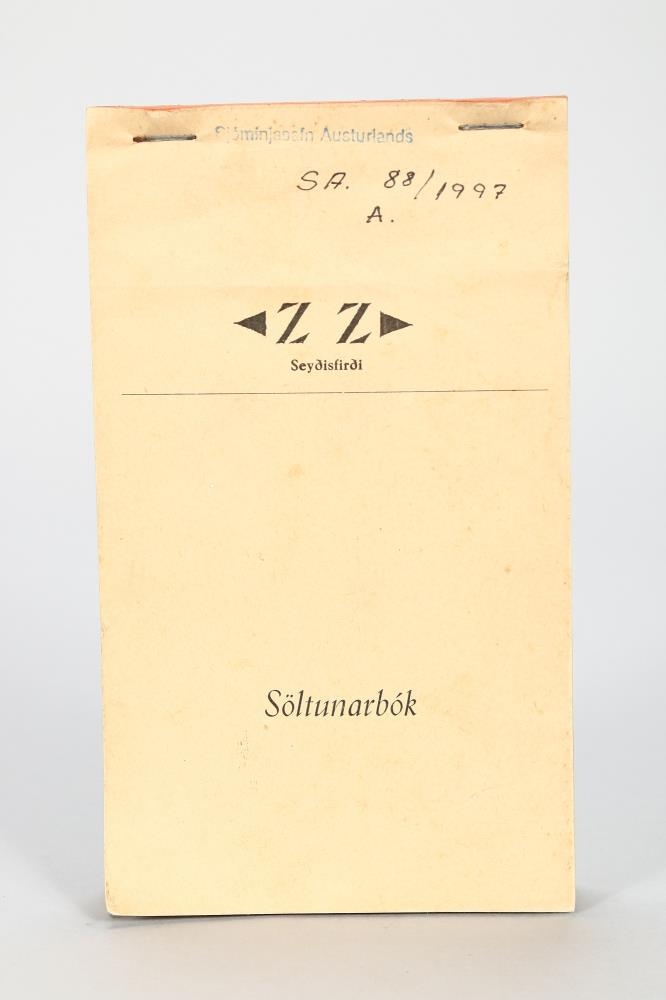 Sjóminjasafn Austurlands
SA. 88/1997
A.
Z Z
Seyðisfirði
Söltunarbók